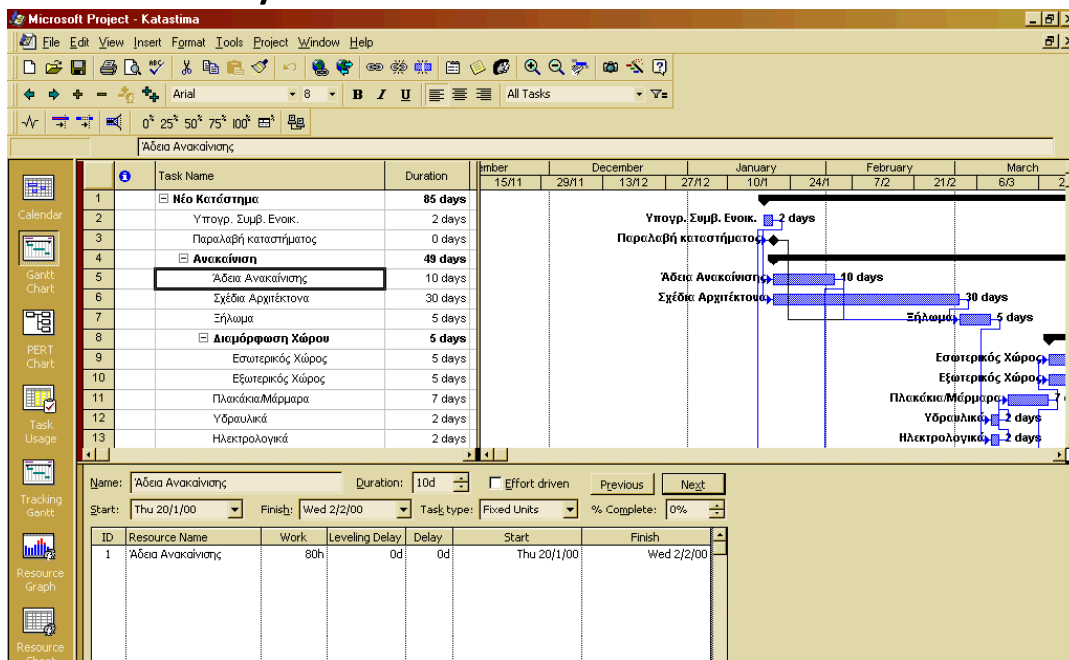 Microsoft Project - Katastima
File Edit View Insert Format Tools Project Window Help
Arial 8 B I U All Tasks
0% 25% 50% 75% 100%
Άδεια Ανακαίνισης
Task Name Duration
ember December January February March
15/11 29/11 13/12 27/12 10/1 24/1 7/2 21/2 6/3 2
1 Νέο Κατάστημα 85 days
2 Υπογρ. Συμβ. Ενοικ. 2 days Υπογρ. Συμβ. Ενοικ. 2 days
3 Παραλαβή καταστήματος 0 days Παραλαβή καταστήματος
4 Ανακαίνιση 49 days
5 Άδεια Ανακαίνισης 10 days Άδεια Ανακαίνισης 10 days
6 Σχέδια Αρχιτέκτονα 30 days Σχέδια Αρχιτέκτονα 30 days
7 Ξήλωμα 5 days Ξήλωμα 5 days
8 Διαμόρφωση Χώρου 5 days
9 Εσωτερικός Χώρος 5 days Εσωτερικός Χώρος
10 Εξωτερικός Χώρος 5 days Εξωτερικός Χώρος
11 Πλακάκια/Μάρμαρα 7 days Πλακάκια/Μάρμαρα 7
12 Υδραυλικά 2 days Υδραυλικά 2 days
13 Ηλεκτρολογικά 2 days Ηλεκτρολογικά 2 days
Calendar
Gantt
Chart
PERT
Chart
Task
Usage
Tracking
Gantt
Resource
Graph
Resource
Name: Άδεια Ανακαίνισης Duration: 10d Effort driven Previous Next
Start: Thu 20/1/00 Finish: Wed 2/2/00 Task type: Fixed Units % Complete: 0%
ID Resource Name Work Leveling Delay Delay Start Finish
1 Άδεια Ανακαίνισης 80h 0d 0d Thu 20/1/00 Wed 2/2/00